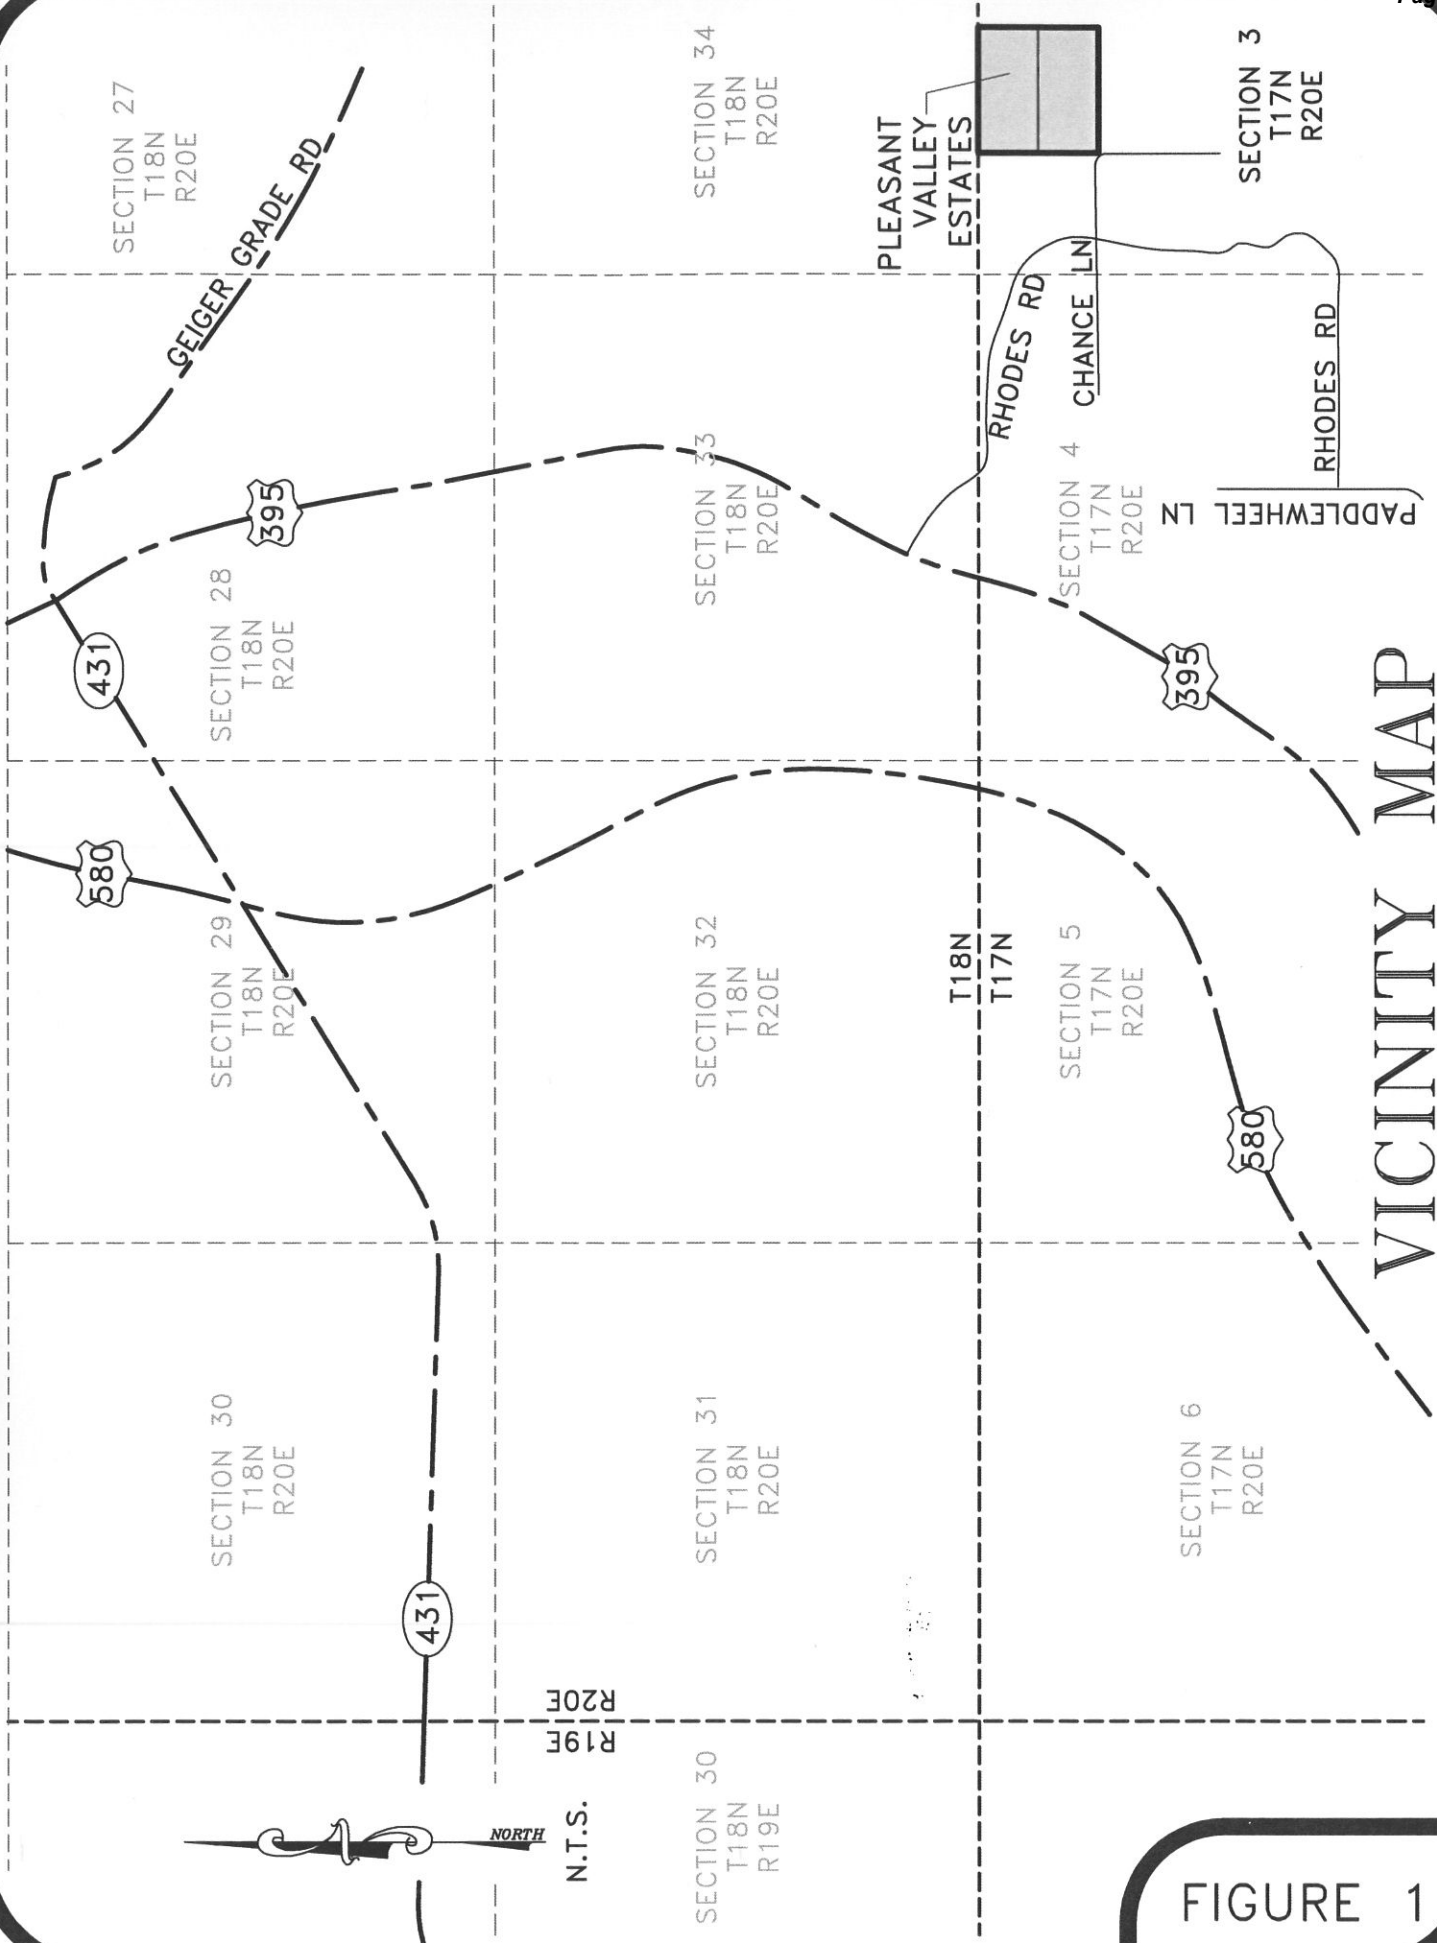 SECTION 27
T18N
R20E
SECTION 34
T18N
R20E
SECTION 3
T17N
R20E
PLEASANT
VALLEY
ESTATES
GEIGER GRADE RD
RHODES RD
CHANCE LN
RHODES RD
PADDLEWHEEL LN
395
SECTION 28
T18N
R20E
SECTION 33
T18N
R20E
SECTION 4
T17N
R20E
431
395
580
SECTION 29
T18N
R20E
SECTION 32
T18N
R20E
T18N
T17N
SECTION 5
T17N
R20E
580
SECTION 30
T18N
R20E
SECTION 31
T18N
R20E
SECTION 6
T17N
R20E
431
R20E
R19E
NORTH
N.T.S.
SECTION 30
T18N
R19E
VICINITY MAP
FIGURE 1